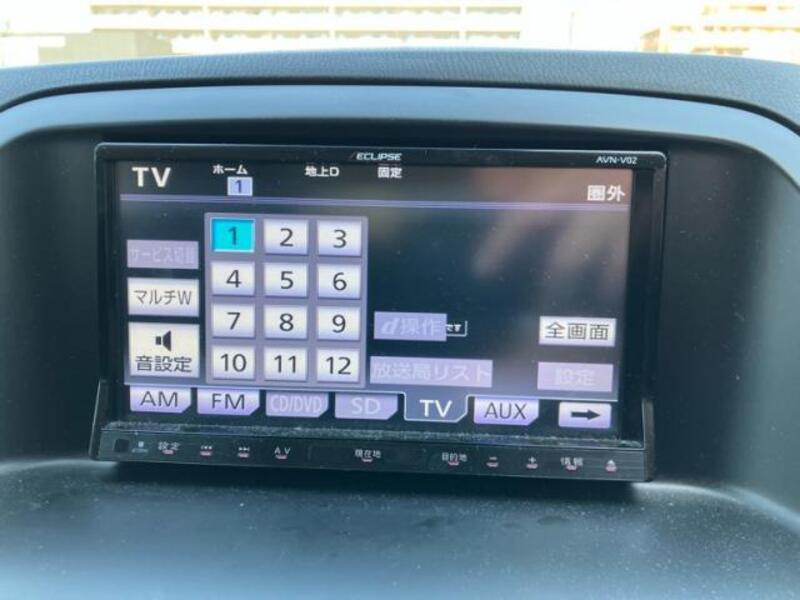 ECLIPSE AVN-V02
TV ホーム 地上D 固定
1 圏外
1 2 3
サービス切替
4 5 6
マルチW
7 8 9
d操作 です 全画面
音設定
10 11 12
放送局リスト 設定
AM FM CD/DVD SD TV AUX
設定 AV 現在地 目的地 - + 情報